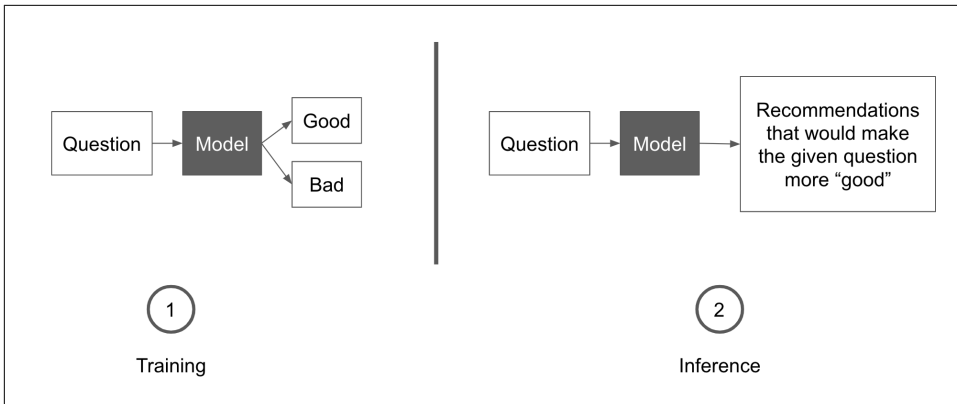 Question
Model
Good
Bad
1
Training
Question
Model
Recommendations
that would make
the given question
more “good”
2
Inference